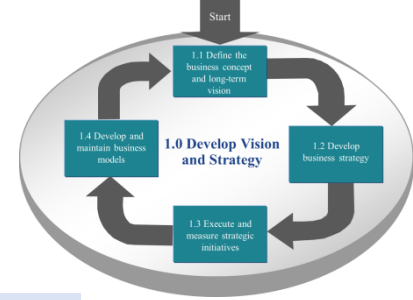 Start
1.1 Define the
business concept
and long-term
vision
1.4 Develop and
maintain business
models
1.0 Develop Vision
and Strategy
1.2 Develop
business strategy
1.3 Execute and
measure strategic
initiatives